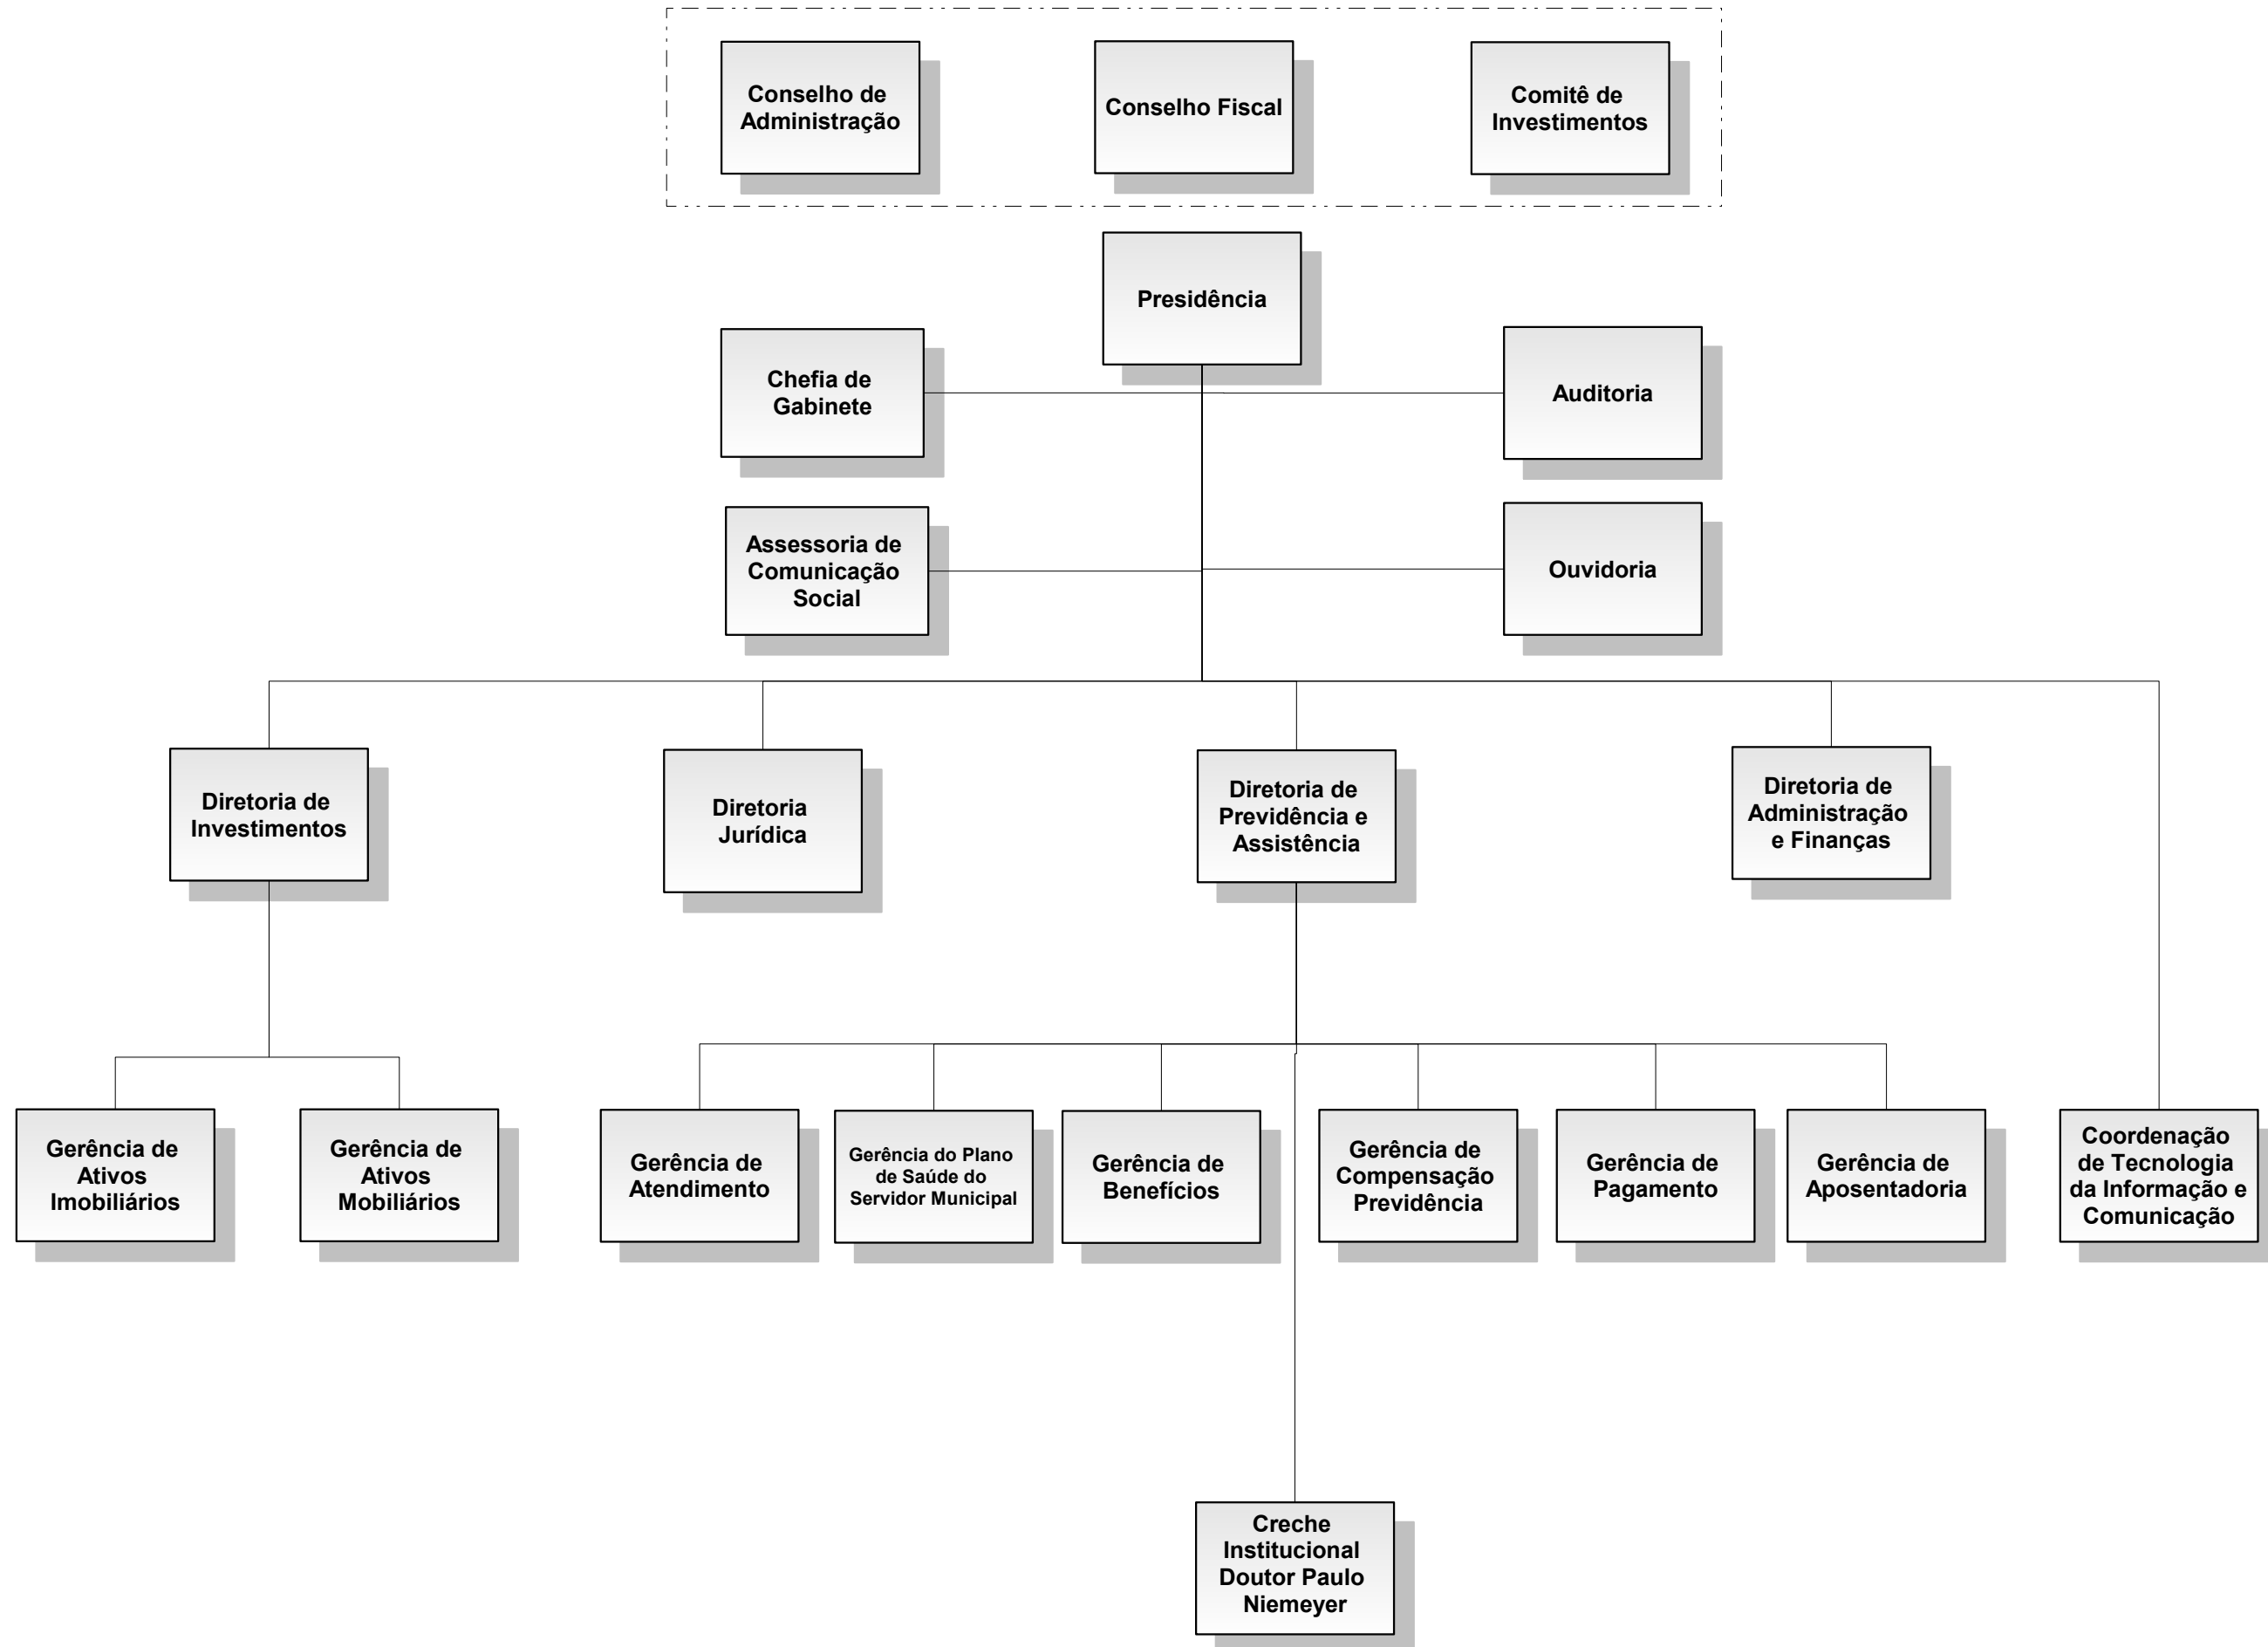 Conselho de
Administração
Conselho Fiscal
Comitê de
Investimentos
Presidência
Chefia de
Gabinete
Auditoria
Assessoria de
Comunicação
Social
Ouvidoria
Diretoria de
Investimentos
Diretoria
Jurídica
Diretoria de
Previdência e
Assistência
Diretoria de
Administração
e Finanças
Gerência de
Ativos
Imobiliários
Gerência de
Ativos
Mobiliários
Gerência de
Atendimento
Gerência do Plano
de Saúde do
Servidor Municipal
Gerência de
Benefícios
Gerência de
Compensação
Previdência
Gerência de
Pagamento
Gerência de
Aposentadoria
Coordenação
de Tecnologia
da Informação e
Comunicação
Creche
Institucional
Doutor Paulo
Niemeyer